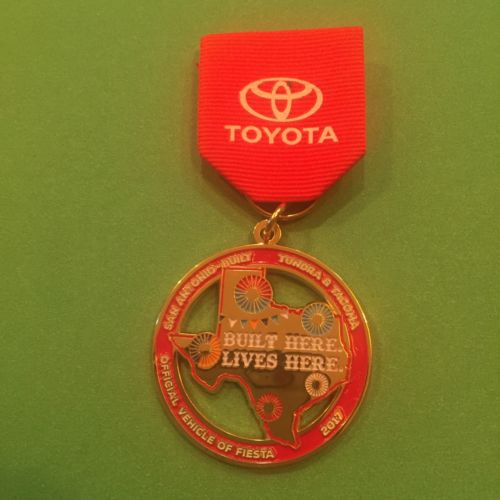 TOYOTA
SAN ANTONIO-BUILT TUNDRA & TACOMA
BUILT HERE.
LIVES HERE.
OFFICIAL VEHICLE OF FIESTA 2017